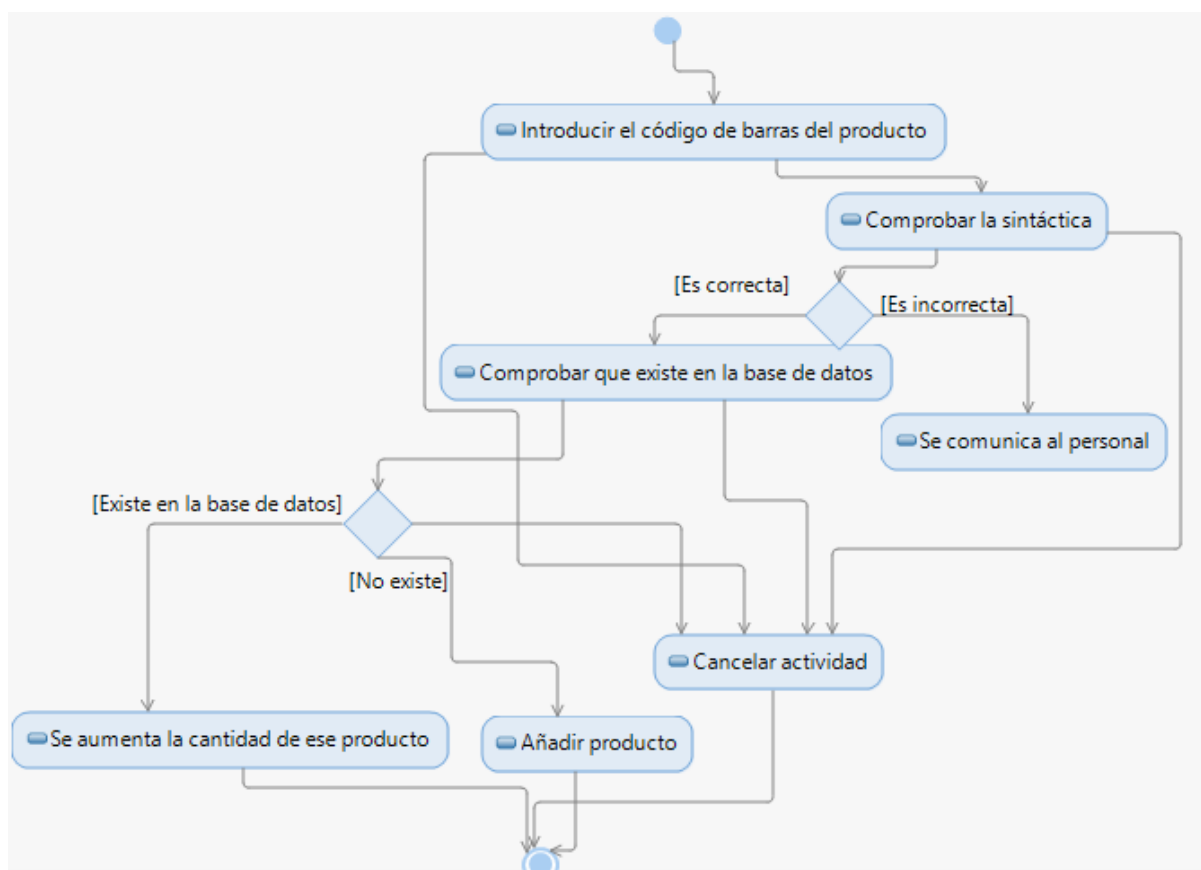 Introducir el código de barras del producto
Comprobar la sintáctica
[Es correcta]
[Es incorrecta]
Comprobar que existe en la base de datos
Se comunica al personal
[Existe en la base de datos]
[No existe]
Cancelar actividad
Se aumenta la cantidad de ese producto
Añadir producto